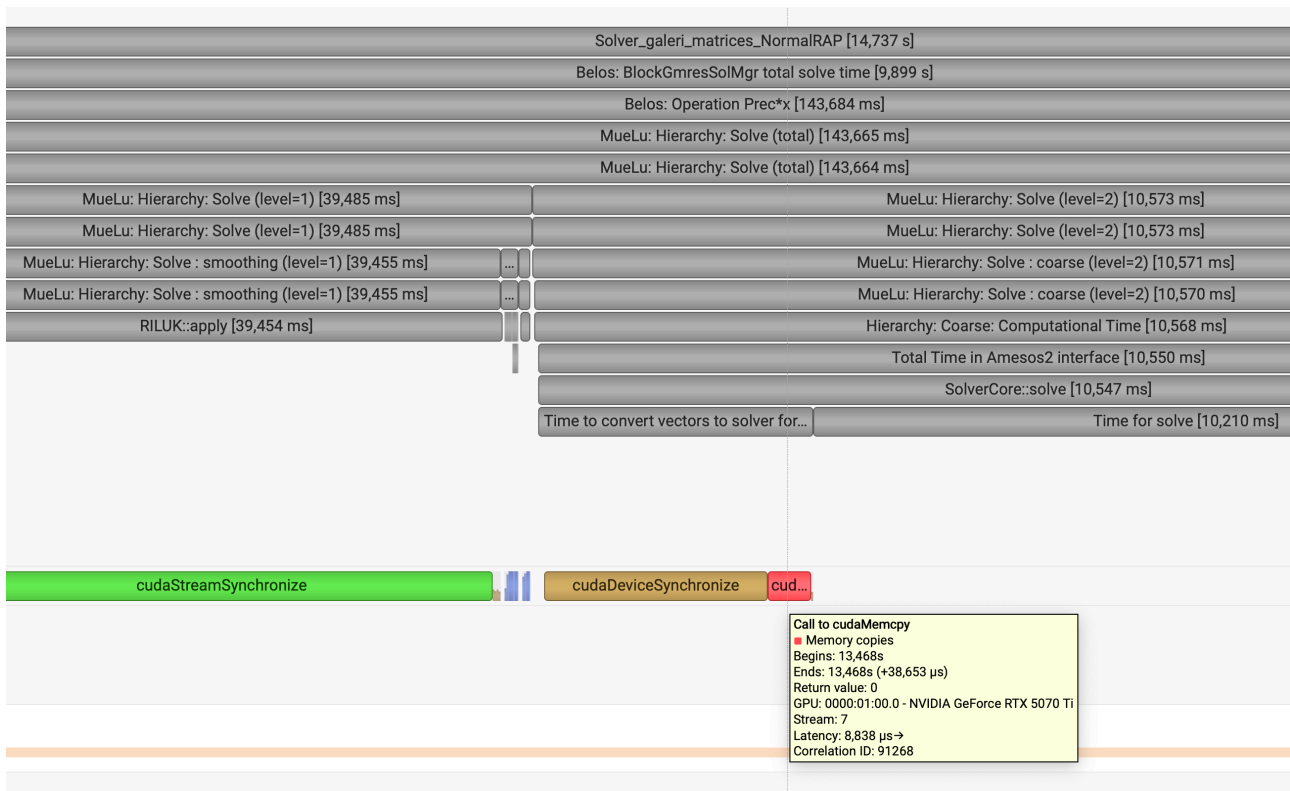 Solver_galeri_matrices_NormalRAP [14,737 s]
Belos: BlockGmresSolMgr total solve time [9,899 s]
Belos: Operation Prec*x [143,684 ms]
MueLu: Hierarchy: Solve (total) [143,665 ms]
MueLu: Hierarchy: Solve (total) [143,664 ms]
MueLu: Hierarchy: Solve (level=1) [39,485 ms] MueLu: Hierarchy: Solve (level=2) [10,573 ms]
MueLu: Hierarchy: Solve (level=1) [39,485 ms] MueLu: Hierarchy: Solve (level=2) [10,573 ms]
MueLu: Hierarchy: Solve : smoothing (level=1) [39,455 ms] ... MueLu: Hierarchy: Solve : coarse (level=2) [10,571 ms]
MueLu: Hierarchy: Solve : smoothing (level=1) [39,455 ms] ... MueLu: Hierarchy: Solve : coarse (level=2) [10,570 ms]
RILUK::apply [39,454 ms] Hierarchy: Coarse: Computational Time [10,568 ms]
Total Time in Amesos2 interface [10,550 ms]
SolverCore::solve [10,547 ms]
Time to convert vectors to solver for... Time for solve [10,210 ms]
cudaStreamSynchronize cudaDeviceSynchronize cud...
Call to cudaMemcpy
Memory copies
Begins: 13,468s
Ends: 13,468s (+38,653 µs)
Return value: 0
GPU: 0000:01:00.0 - NVIDIA GeForce RTX 5070 Ti
Stream: 7
Latency: 8,838 µs→
Correlation ID: 91268